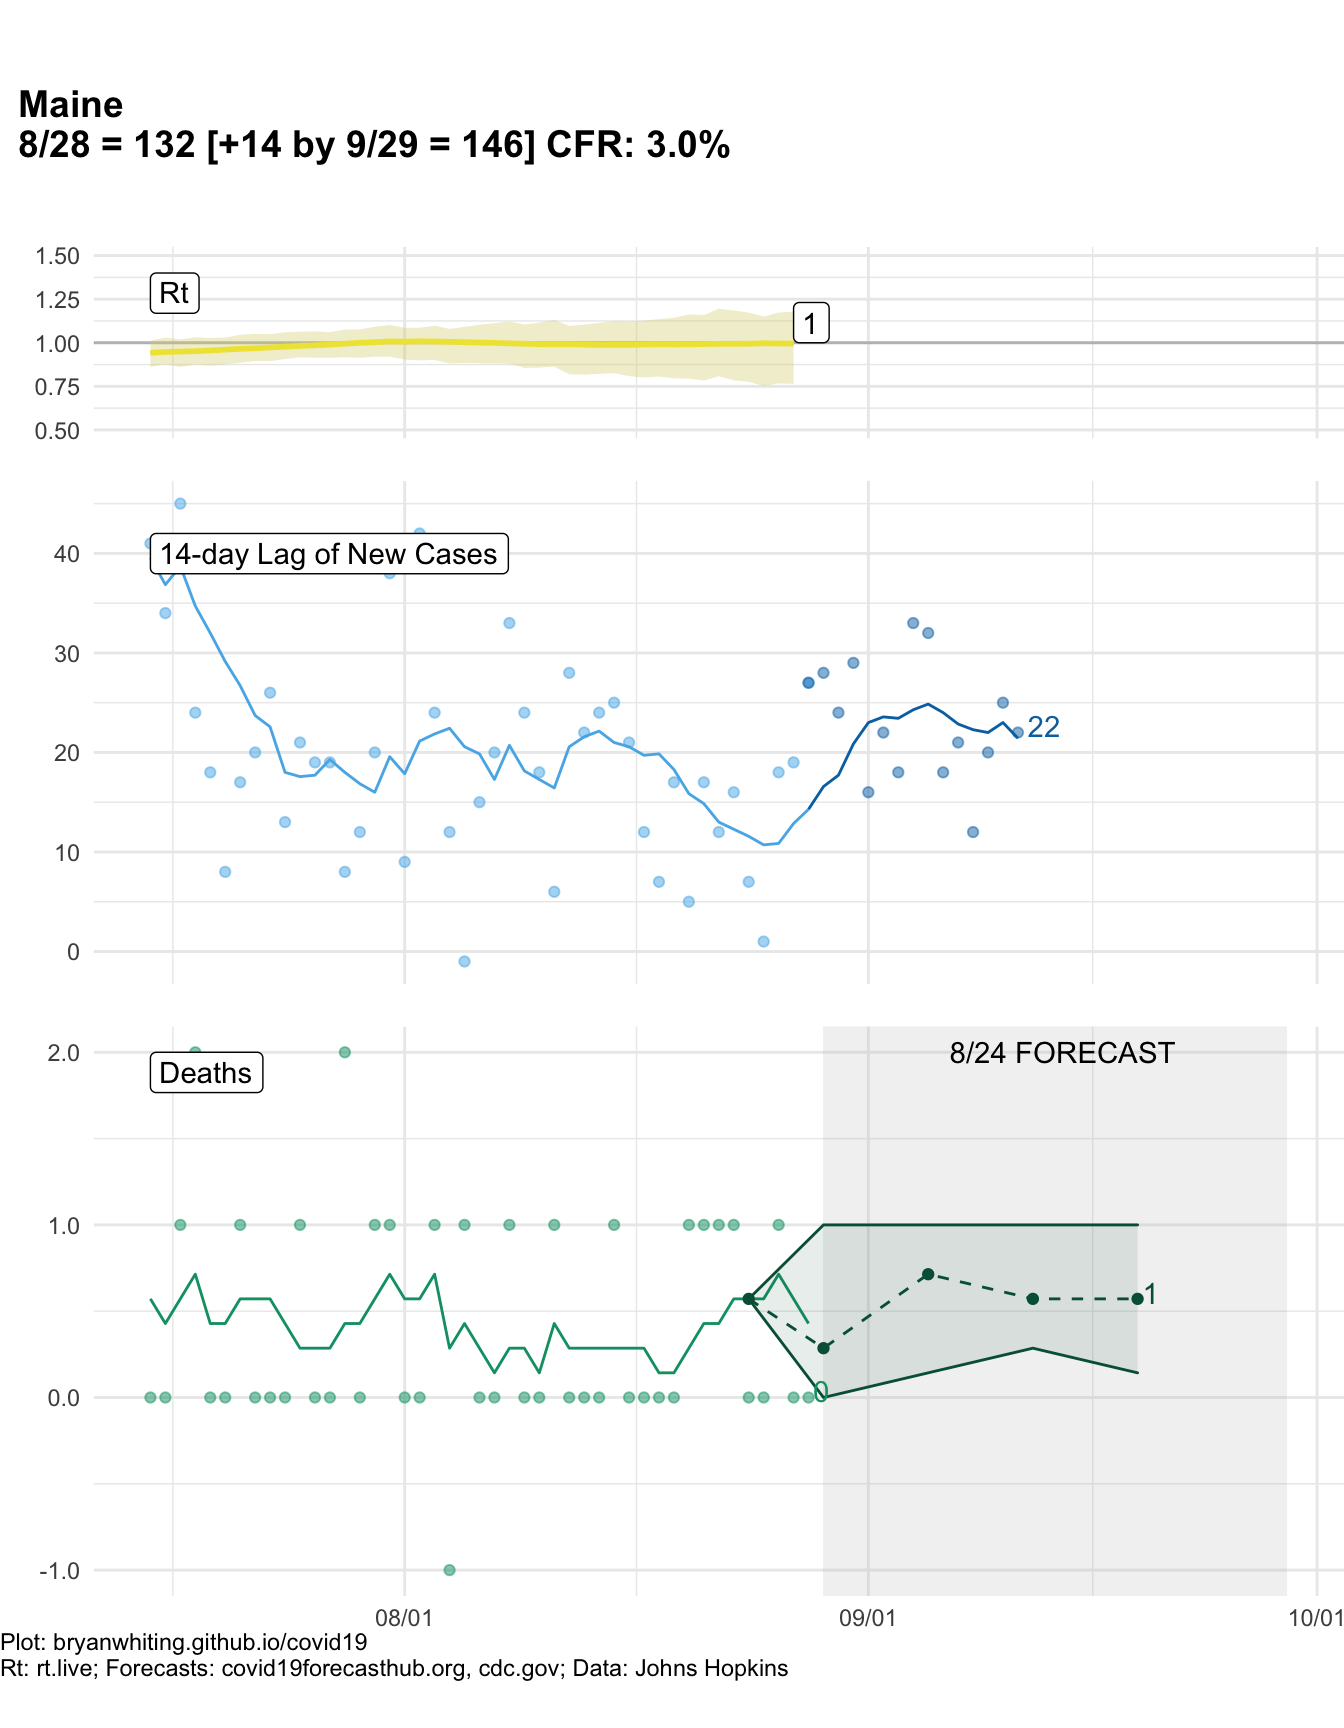 Maine
8/28 = 132 [+14 by 9/29 = 146] CFR: 3.0%
1.50
1.25
1.00
0.75
0.50
Rt
1
40
30
20
10
0
14-day Lag of New Cases
22
2.0
1.0
0.0
-1.0
Deaths
8/24 FORECAST
0
1
08/01
09/01
10/01
Plot: bryanwhiting.github.io/covid19
Rt: rt.live; Forecasts: covid19forecasthub.org, cdc.gov; Data: Johns Hopkins